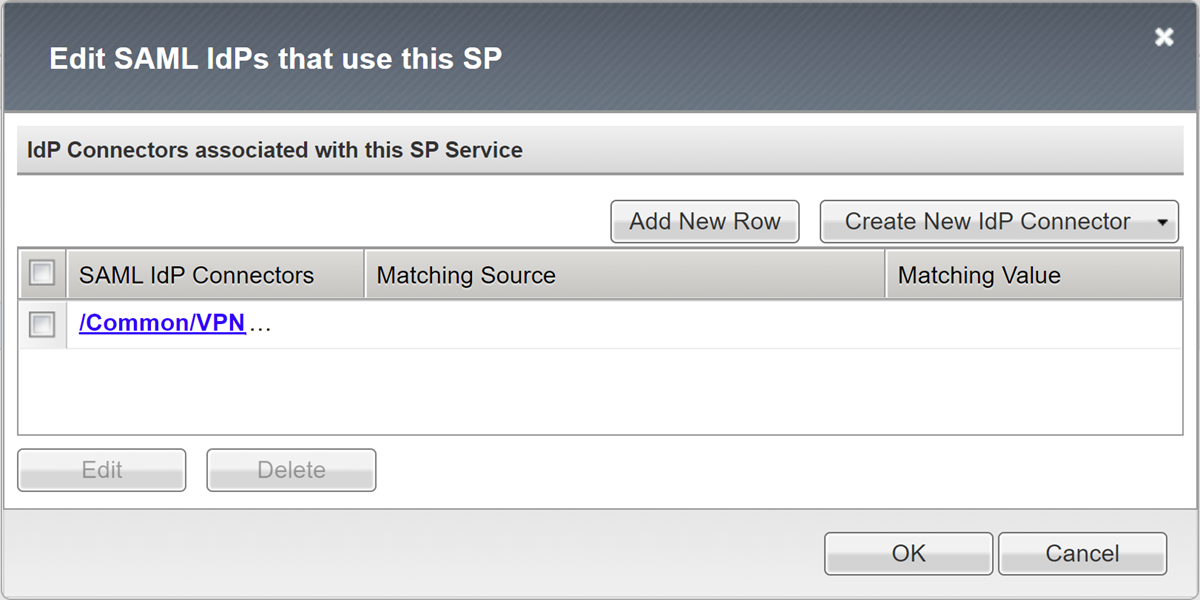 Edit SAML IdPs that use this SP
IdP Connectors associated with this SP Service
Add New Row Create New IdP Connector
SAML IdP Connectors Matching Source Matching Value
/Common/VPN...
Edit Delete
OK Cancel